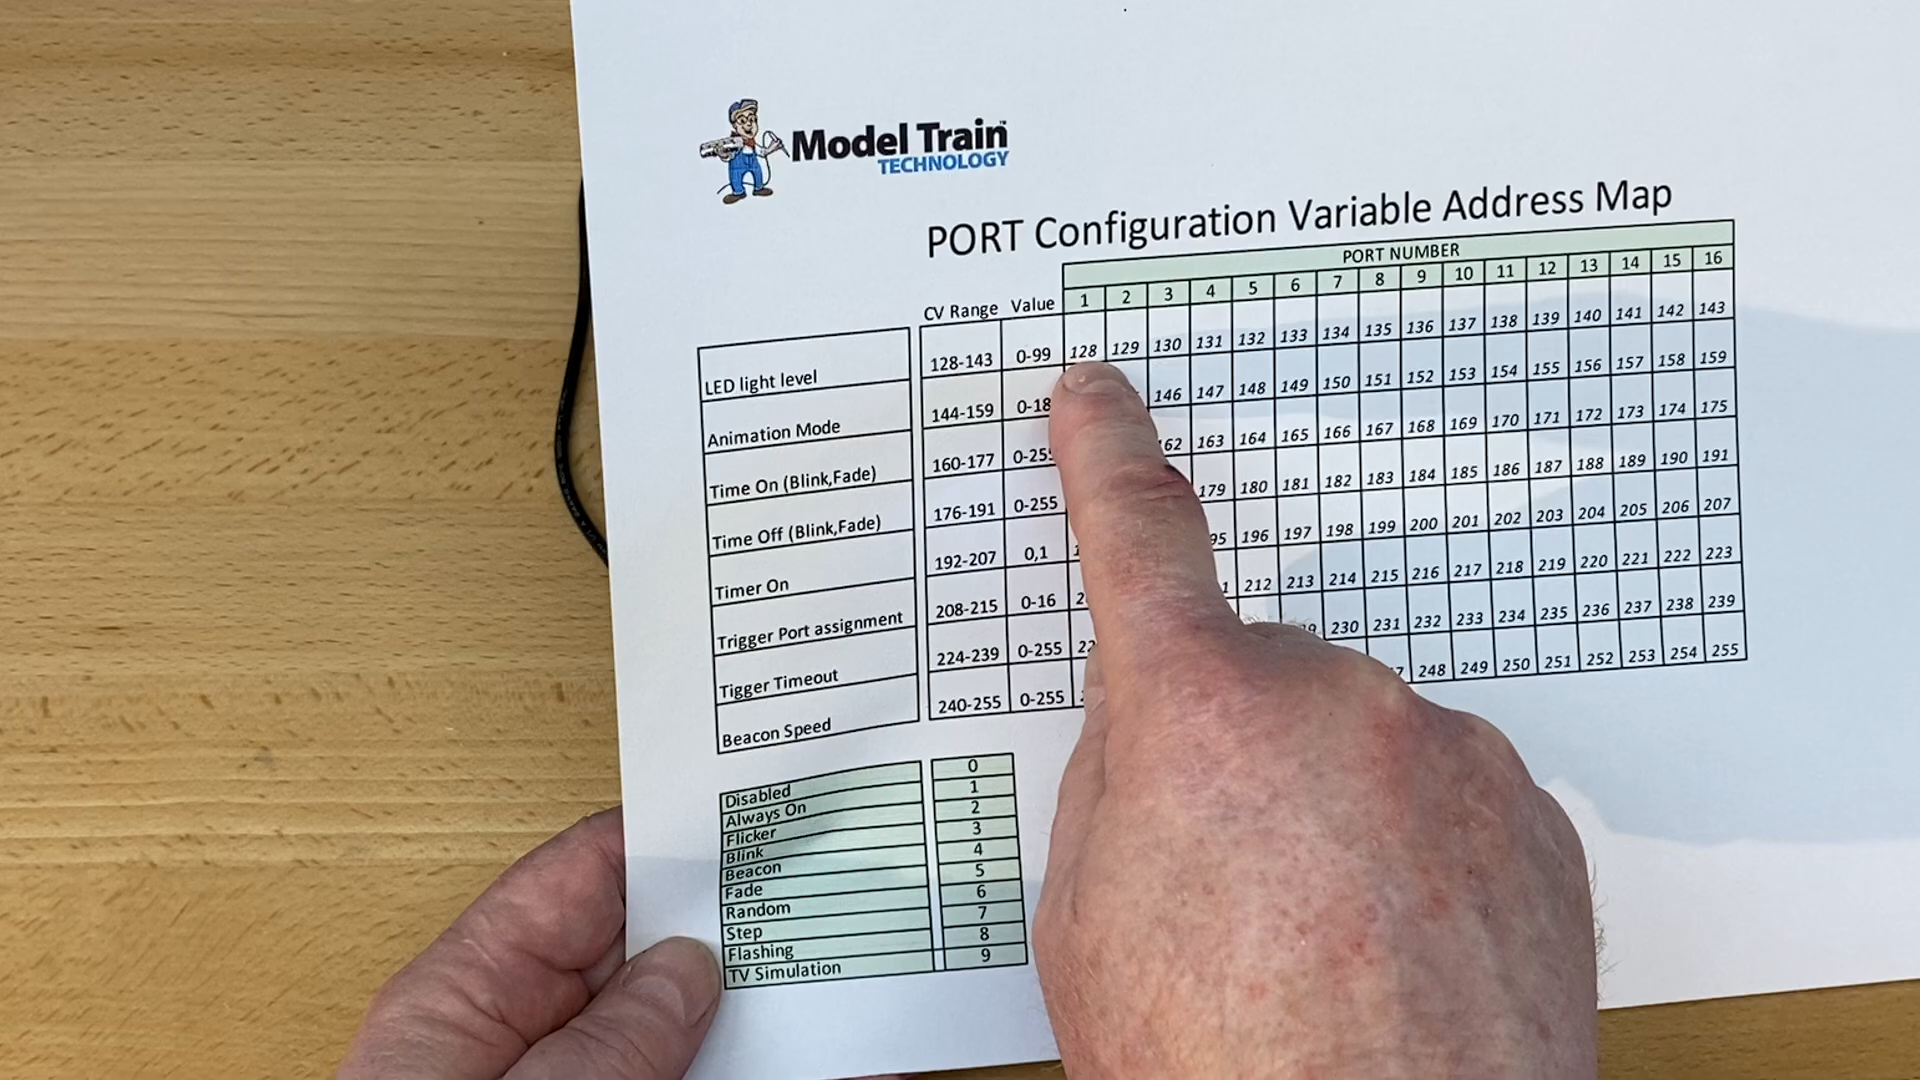 Model Train™
TECHNOLOGY
PORT Configuration Variable Address Map
PORT NUMBER
CV Range Value 1 2 3 4 5 6 7 8 9 10 11 12 13 14 15 16
LED light level 128-143 0-99 128 129 130 131 132 133 134 135 136 137 138 139 140 141 142 143
Animation Mode 144-159 0-18 146 147 148 149 150 151 152 153 154 155 156 157 158 159
Time On (Blink,Fade) 160-177 0-255 163 164 165 166 167 168 169 170 171 172 173 174 175
Time Off (Blink,Fade) 176-191 0-255 179 180 181 182 183 184 185 186 187 188 189 190 191
Timer On 192-207 0,1 196 197 198 199 200 201 202 203 204 205 206 207
Trigger Port assignment 208-215 0-16 212 213 214 215 216 217 218 219 220 221 222 223
Tigger Timeout 224-239 0-255 230 231 232 233 234 235 236 237 238 239
Beacon Speed 240-255 0-255 248 249 250 251 252 253 254 255
Disabled 0
Always On 1
Flicker 2
Blink 3
Beacon 4
Fade 5
Random 6
Step 7
Flashing 8
TV Simulation 9